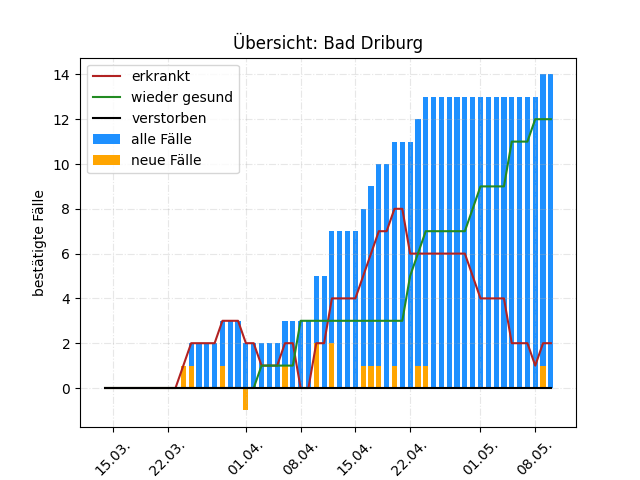 Übersicht: Bad Driburg
erkrankt
wieder gesund
verstorben
alle Fälle
neue Fälle
bestätigte Fälle
14
12
10
8
6
4
2
0
15.03.
22.03.
01.04.
08.04.
15.04.
22.04.
01.05.
08.05.